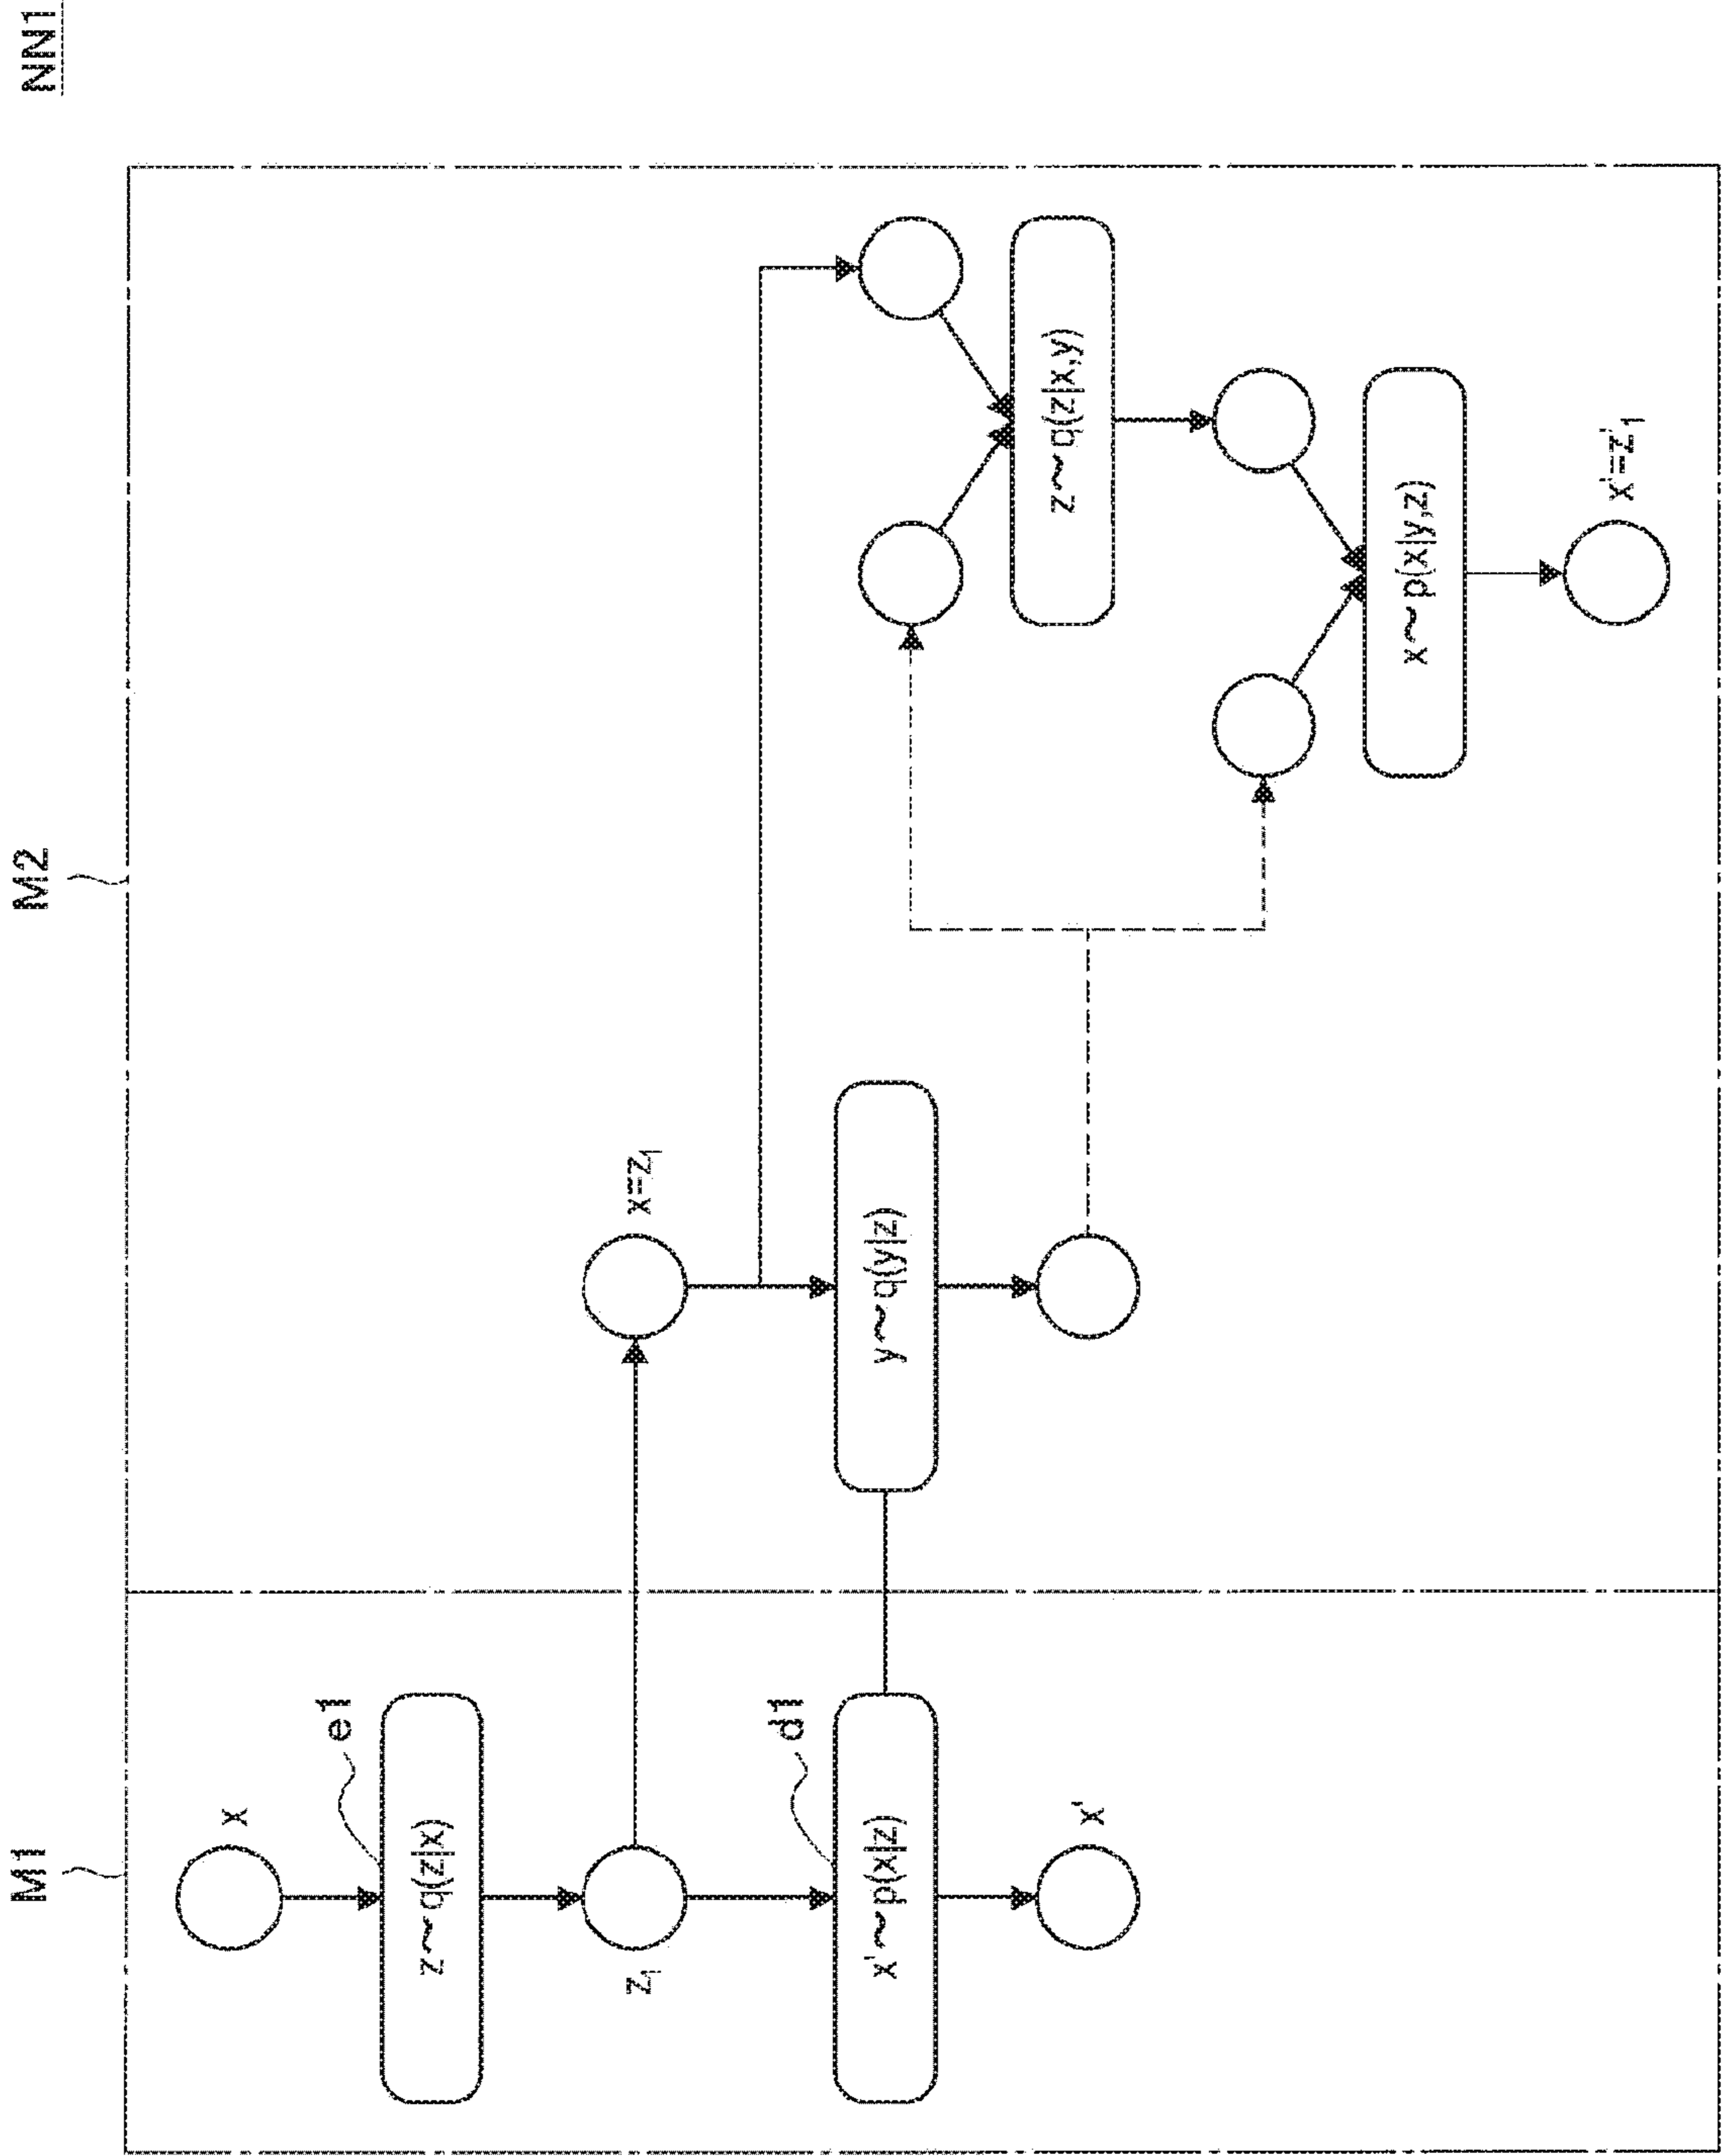 NN1
M1
M2
x
e1
z～q(z|x)
z₁
x=z₁
d1
x'～p(x|z)
y～q(y|z)
x'
z～q(z|x,y)
x～p(x|y,z)
x'=z'₁